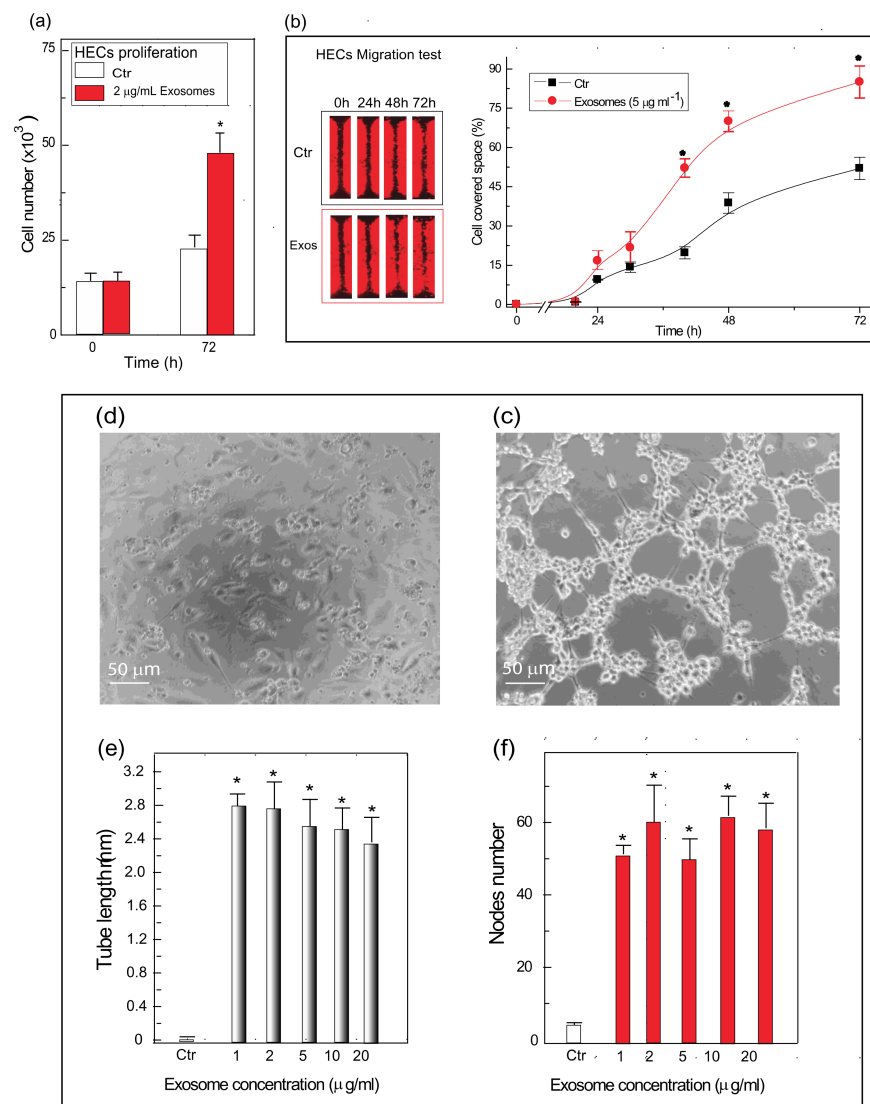 (a)
75
50
25
0
Cell number (x10³)
HECs proliferation
Ctr
2 µg/mL Exosomes
*
0 72
Time (h)
(b)
HECs Migration test
0h 24h 48h 72h
Ctr
Exos
90
75
60
45
30
15
0
Cell covered space (%)
Ctr
Exosomes (5 µg ml⁻¹)
0 24 48 72
Time (h)
(d)
50 µm
(c)
50 µm
(e)
3.2
2.8
2.4
2.0
1.6
1.2
0.8
0.4
0
Tube length(nm)
* * * * *
Ctr 1 2 5 10 20
Exosome concentration (µ g/ml)
(f)
60
40
20
0
Nodes number
* * * * *
Ctr 1 2 5 10 20
Exosome concentration (µ g/ml)